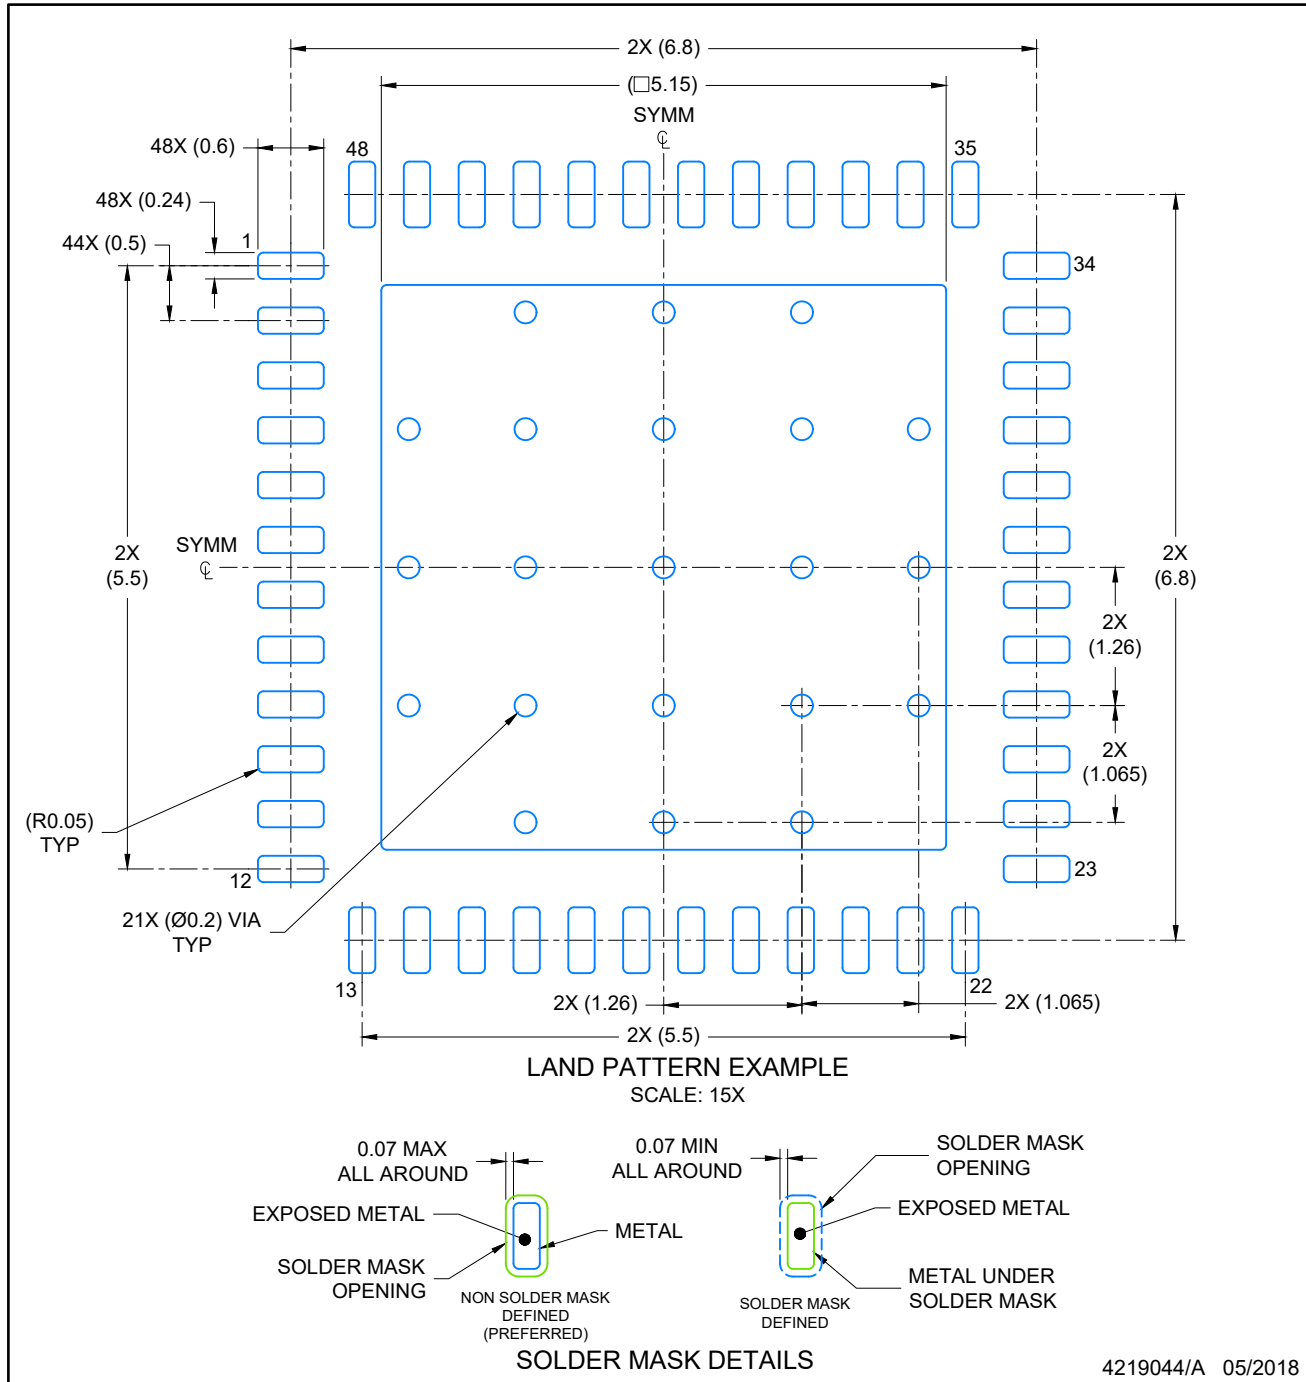 2X (6.8)
(□5.15)
SYMM
℄
48X (0.6)
48
35
48X (0.24)
1
44X (0.5)
34
SYMM
℄
2X
(5.5)
2X
(6.8)
2X
(1.26)
2X
(1.065)
(R0.05)
TYP
12
23
21X (Ø0.2) VIA
TYP
13
22
2X (1.26)
2X (1.065)
2X (5.5)
LAND PATTERN EXAMPLE
SCALE: 15X
0.07 MAX
ALL AROUND
0.07 MIN
ALL AROUND
SOLDER MASK
OPENING
EXPOSED METAL
EXPOSED METAL
METAL
SOLDER MASK
OPENING
METAL UNDER
SOLDER MASK
NON SOLDER MASK
DEFINED
(PREFERRED)
SOLDER MASK
DEFINED
SOLDER MASK DETAILS
4219044/A 05/2018